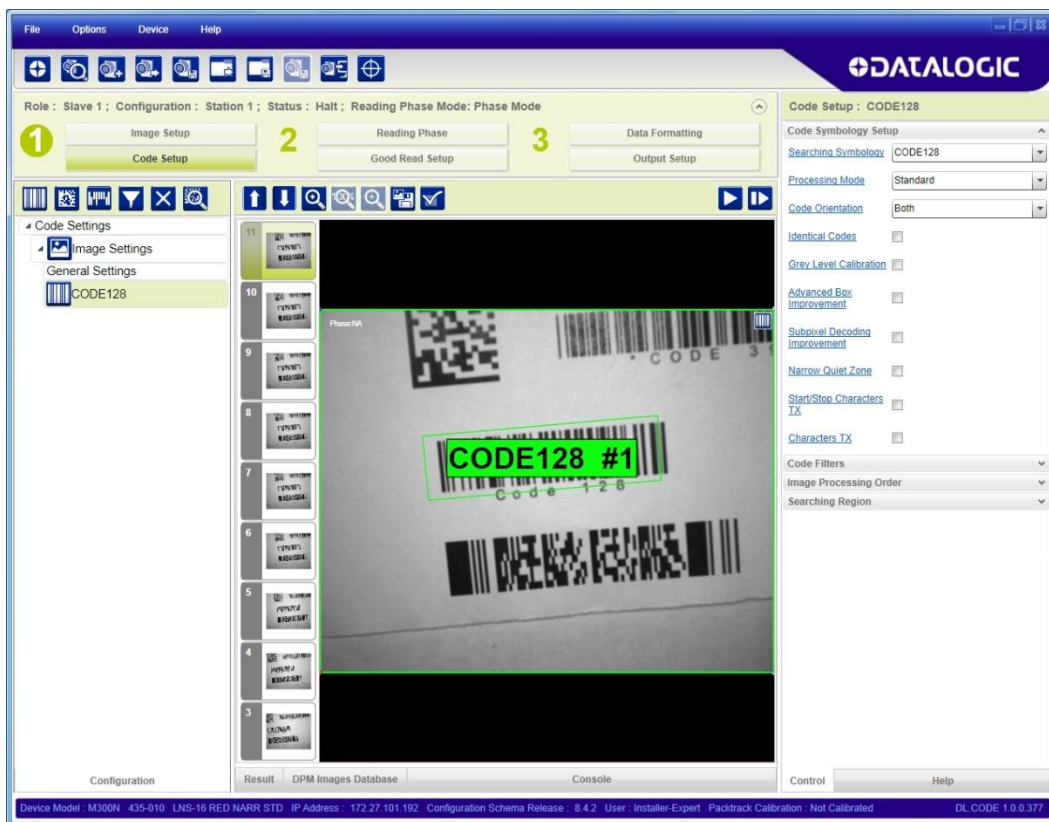 File Options Device Help
DATALOGIC
Role : Slave 1 ; Configuration : Station 1 ; Status : Halt ; Reading Phase Mode: Phase Mode
1 Image Setup 2 Reading Phase 3 Data Formatting
Code Setup Good Read Setup Output Setup
Code Settings
Image Settings
General Settings
CODE128
11
10
9
8
7
6
5
4
3
Phase:NA
* CODE 39
CODE128 #1
Code 128
Configuration
Result DPM Images Database Console
Code Setup : CODE128
Code Symbology Setup
Searching Symbology CODE128
Processing Mode Standard
Code Orientation Both
Identical Codes
Grey Level Calibration
Advanced Box
Improvement
Subpixel Decoding
Improvement
Narrow Quiet Zone
Start/Stop Characters
TX
Characters TX
Code Filters
Image Processing Order
Searching Region
Control Help
Device Model : M300N 435-010 LNS-16 RED NARR STD IP Address : 172.27.101.192 Configuration Schema Release : 8.4.2 User : Installer-Expert Packtrack Calibration : Not Calibrated DL.CODE 1.0.0.377